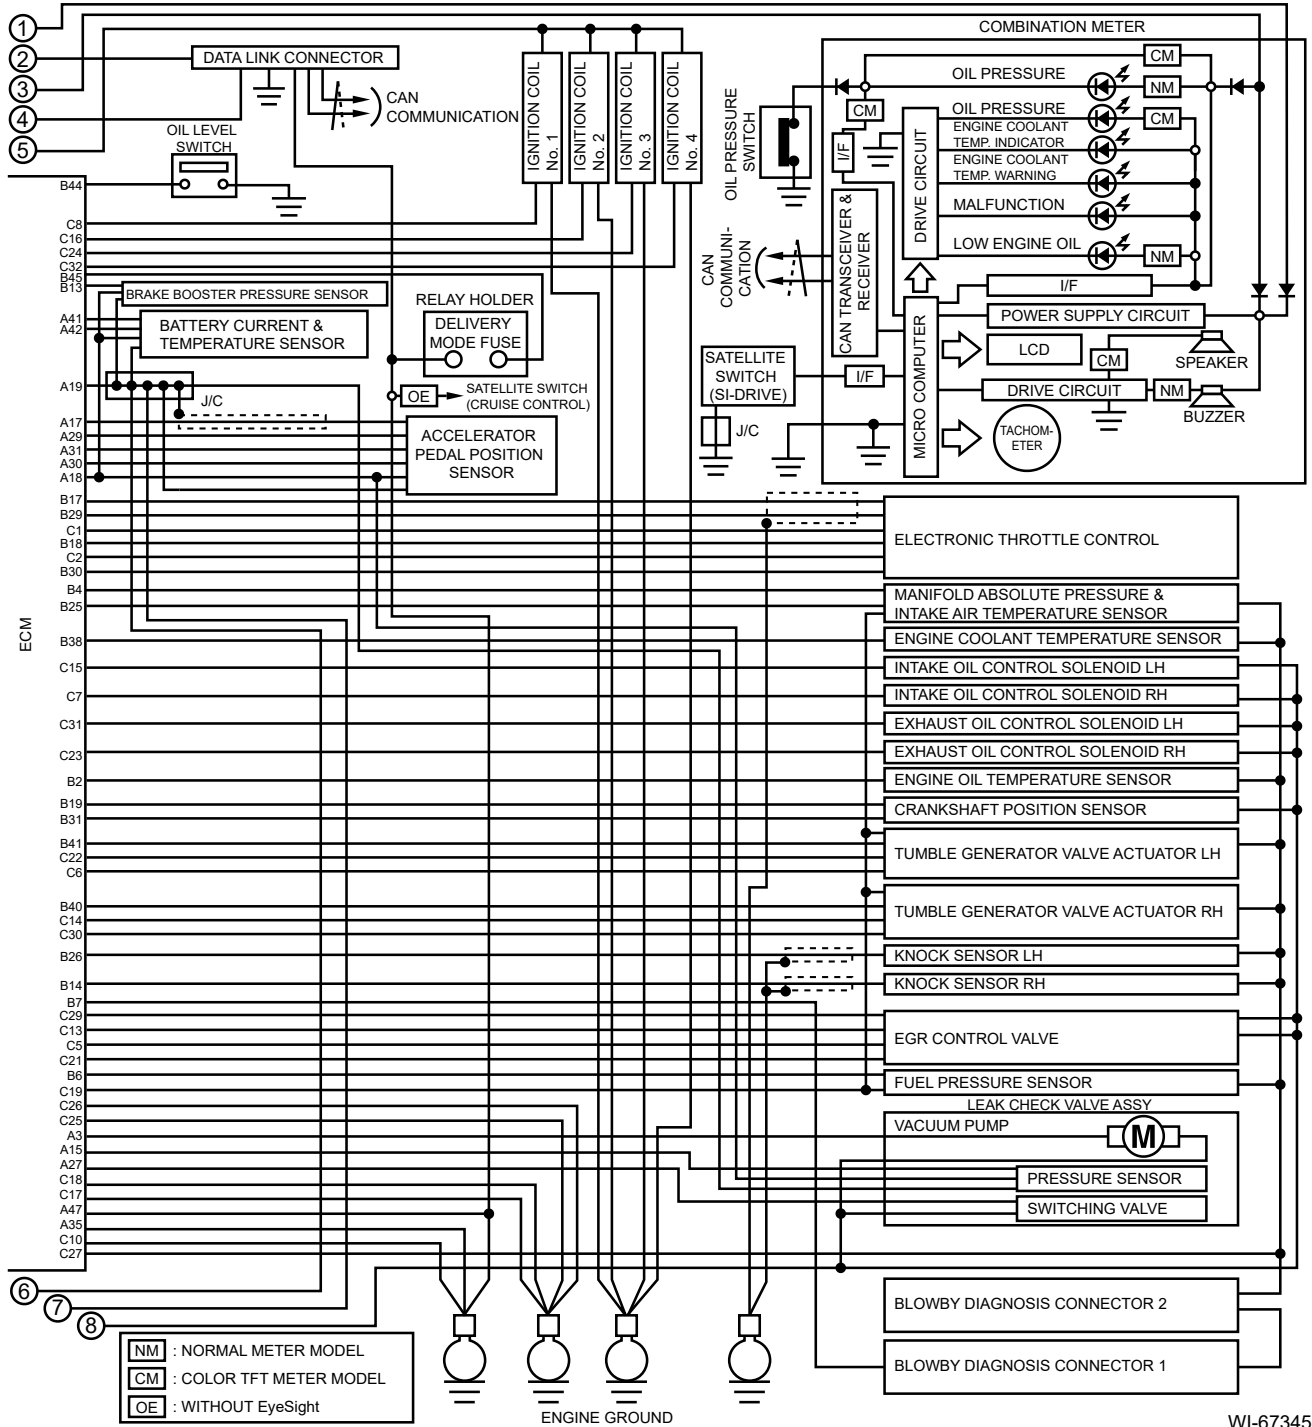 1
2
3
4
5
DATA LINK CONNECTOR
CAN
COMMUNICATION
OIL LEVEL
SWITCH
IGNITION COIL
No. 1
IGNITION COIL
No. 2
IGNITION COIL
No. 3
IGNITION COIL
No. 4
OIL PRESSURE
SWITCH
COMBINATION METER
CM
OIL PRESSURE
NM
CM
OIL PRESSURE
CM
ENGINE COOLANT
TEMP. INDICATOR
ENGINE COOLANT
TEMP. WARNING
MALFUNCTION
LOW ENGINE OIL
NM
I/F
DRIVE CIRCUIT
CAN TRANSCEIVER &
RECEIVER
CAN
COMMUNI-
CATION
I/F
POWER SUPPLY CIRCUIT
LCD
CM
SPEAKER
DRIVE CIRCUIT
NM
BUZZER
MICRO COMPUTER
TACHOM-
ETER
SATELLITE
SWITCH
(SI-DRIVE)
I/F
J/C
ECM
B44
C8
C16
C24
C32
B45
B13
A41
A42
A19
A17
A29
A31
A30
A18
B17
B29
C1
B18
C2
B30
B4
B25
B38
C15
C7
C31
C23
B2
B19
B31
B41
C22
C6
B40
C14
C30
B26
B14
B7
C29
C13
C5
C21
B6
C19
C26
C25
A3
A15
A27
C18
C17
A47
A35
C10
C27
BRAKE BOOSTER PRESSURE SENSOR
BATTERY CURRENT &
TEMPERATURE SENSOR
RELAY HOLDER
DELIVERY
MODE FUSE
J/C
OE
SATELLITE SWITCH
(CRUISE CONTROL)
ACCELERATOR
PEDAL POSITION
SENSOR
ELECTRONIC THROTTLE CONTROL
MANIFOLD ABSOLUTE PRESSURE &
INTAKE AIR TEMPERATURE SENSOR
ENGINE COOLANT TEMPERATURE SENSOR
INTAKE OIL CONTROL SOLENOID LH
INTAKE OIL CONTROL SOLENOID RH
EXHAUST OIL CONTROL SOLENOID LH
EXHAUST OIL CONTROL SOLENOID RH
ENGINE OIL TEMPERATURE SENSOR
CRANKSHAFT POSITION SENSOR
TUMBLE GENERATOR VALVE ACTUATOR LH
TUMBLE GENERATOR VALVE ACTUATOR RH
KNOCK SENSOR LH
KNOCK SENSOR RH
EGR CONTROL VALVE
FUEL PRESSURE SENSOR
LEAK CHECK VALVE ASSY
VACUUM PUMP
M
PRESSURE SENSOR
SWITCHING VALVE
BLOWBY DIAGNOSIS CONNECTOR 2
BLOWBY DIAGNOSIS CONNECTOR 1
6
7
8
NM : NORMAL METER MODEL
CM : COLOR TFT METER MODEL
OE : WITHOUT EyeSight
ENGINE GROUND
WI-67345